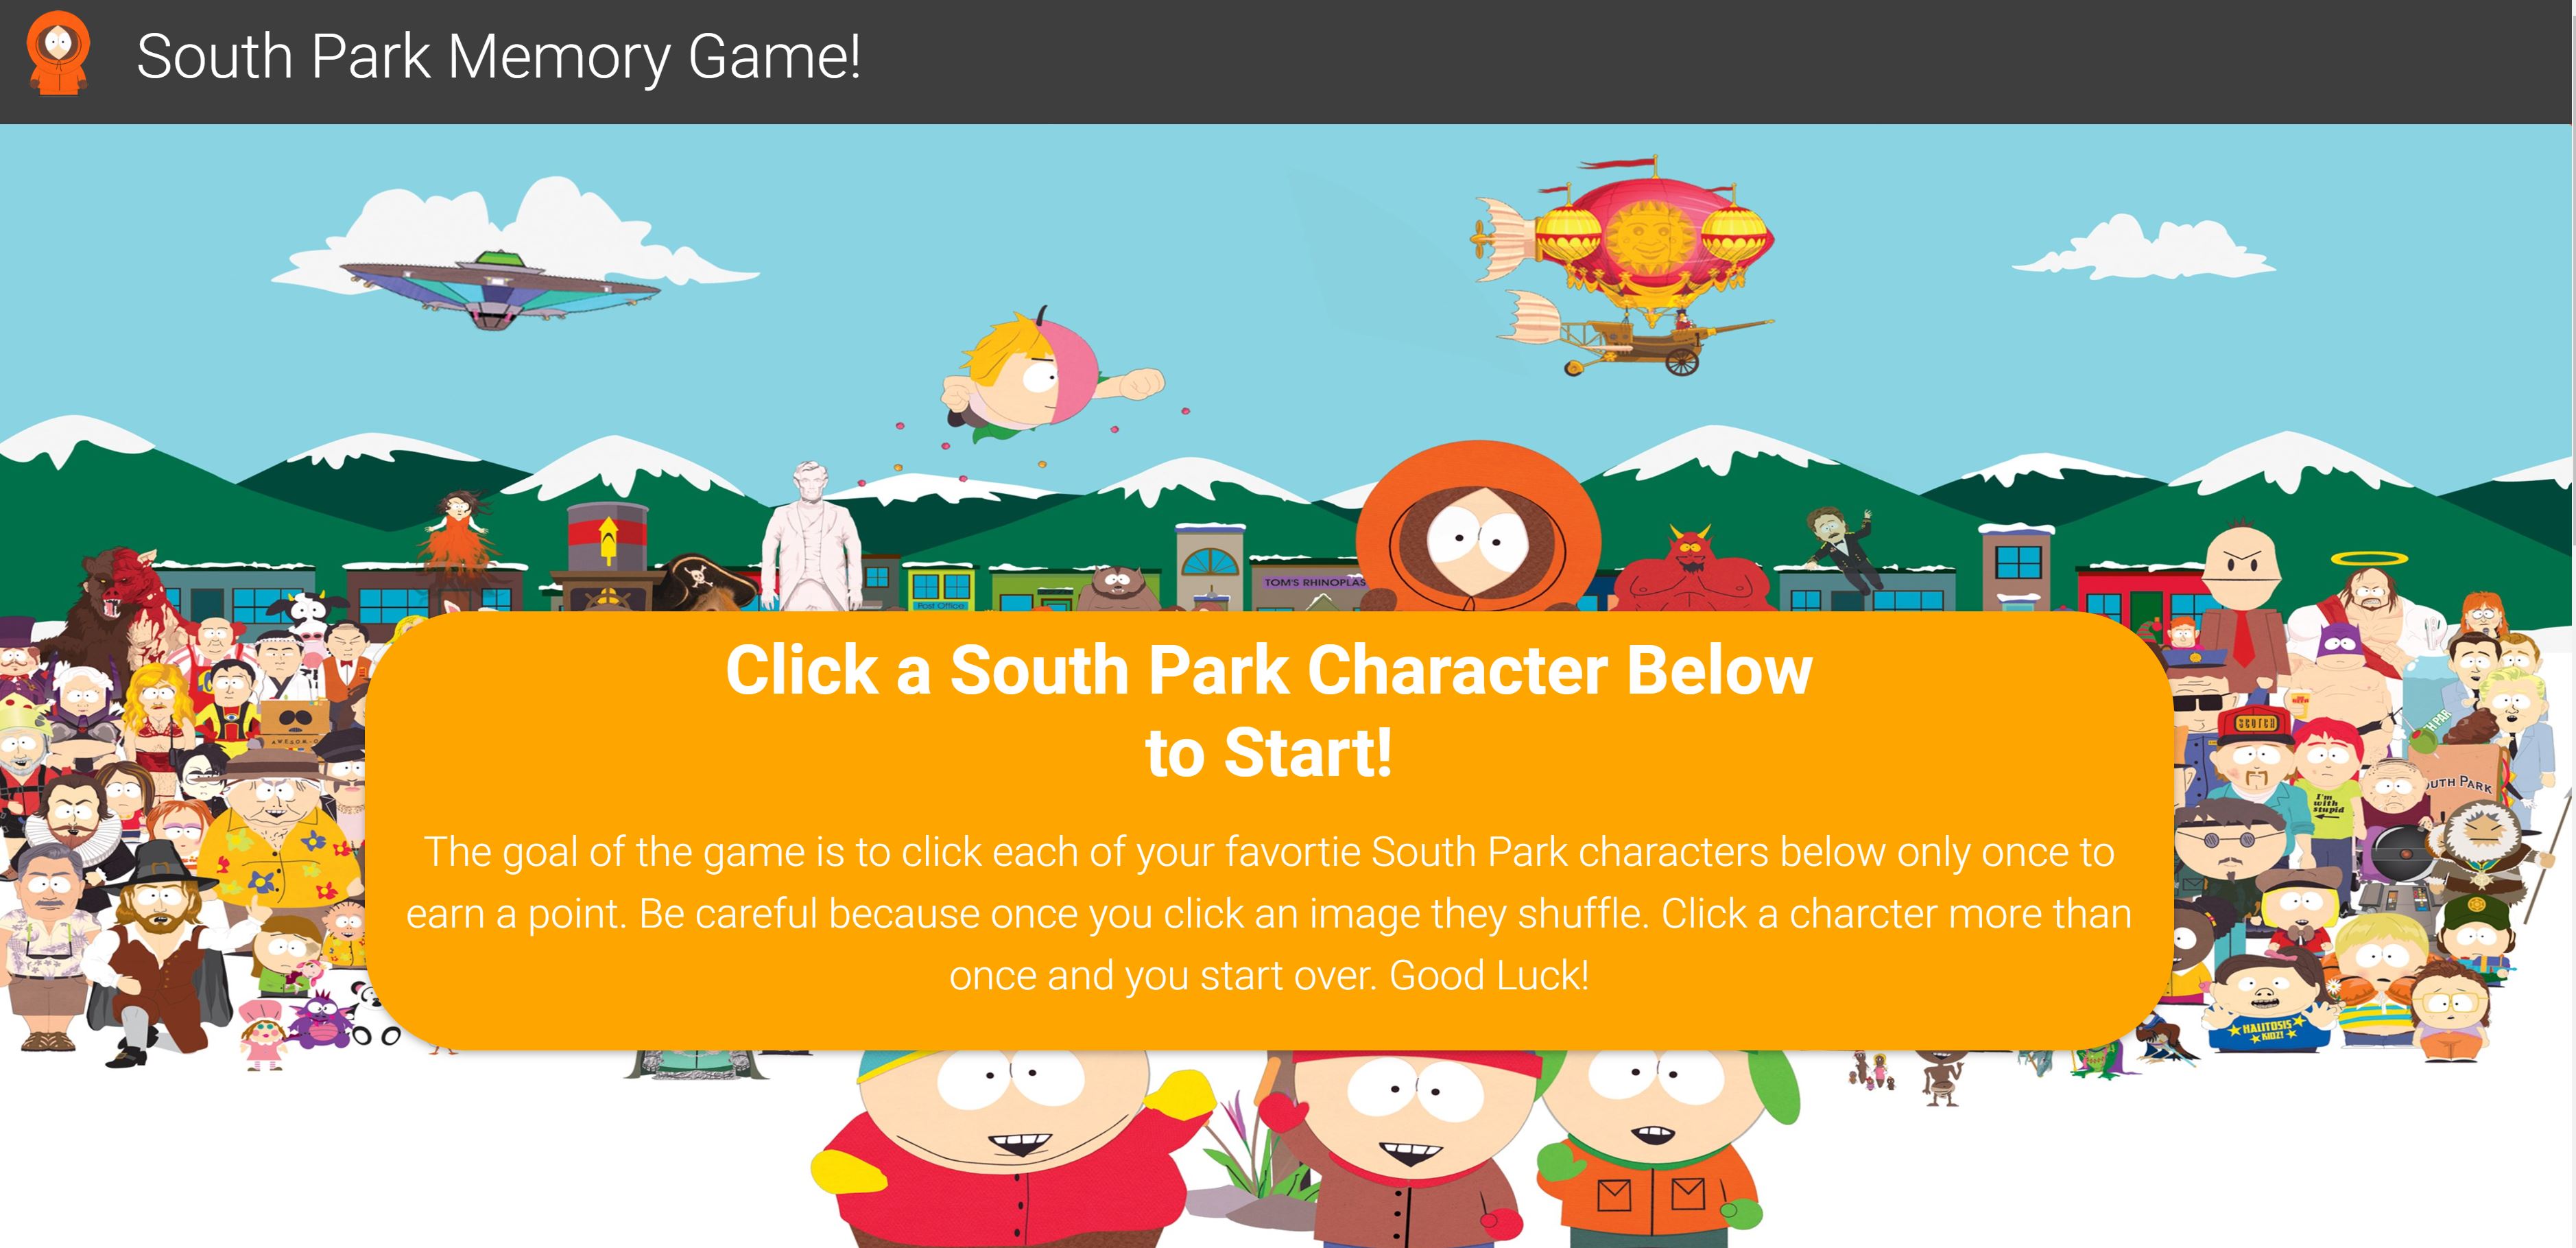 South Park Memory Game!
TOM'S RHINOPLAS
Post Office
Click a South Park Character Below
to Start!
AWESOM-O
SCOTCH
H PAR
UTH PARK
I'm
with
stupid
The goal of the game is to click each of your favortie South Park characters below only once to
earn a point. Be careful because once you click an image they shuffle. Click a charcter more than
once and you start over. Good Luck!
HALITOSIS
KIDZ!